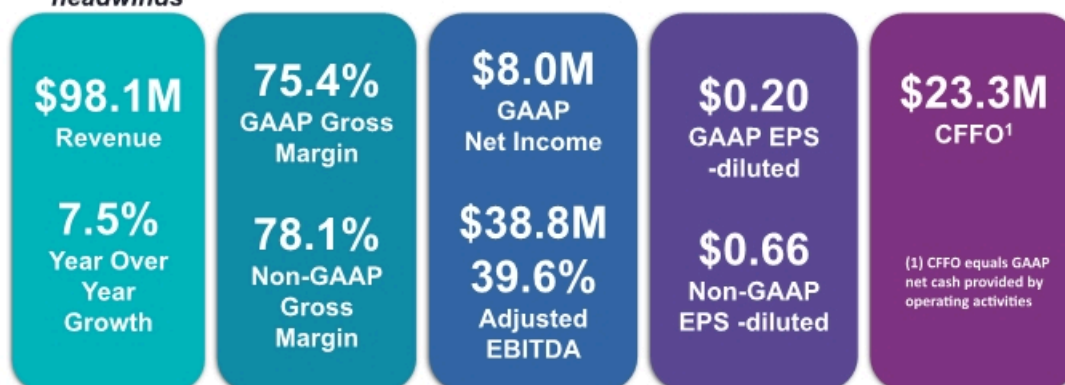 headwinds
$98.1M
Revenue
7.5%
Year Over
Year
Growth
75.4%
GAAP Gross
Margin
78.1%
Non-GAAP
Gross
Margin
$8.0M
GAAP
Net Income
$38.8M
39.6%
Adjusted
EBITDA
$0.20
GAAP EPS
-diluted
$0.66
Non-GAAP
EPS -diluted
$23.3M
CFFO¹
(1) CFFO equals GAAP
net cash provided by
operating activities